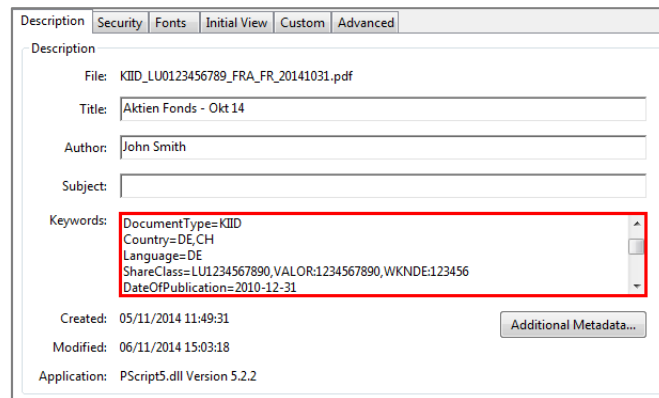 Description Security Fonts Initial View Custom Advanced
Description
File: KIID_LU0123456789_FRA_FR_20141031.pdf
Title: Aktien Fonds - Okt 14
Author: John Smith
Subject:
Keywords: DocumentType=KIID
Country=DE,CH
Language=DE
ShareClass=LU1234567890,VALOR:1234567890,WKNDE:123456
DateOfPublication=2010-12-31
Created: 05/11/2014 11:49:31
Additional Metadata...
Modified: 06/11/2014 15:03:18
Application: PScript5.dll Version 5.2.2